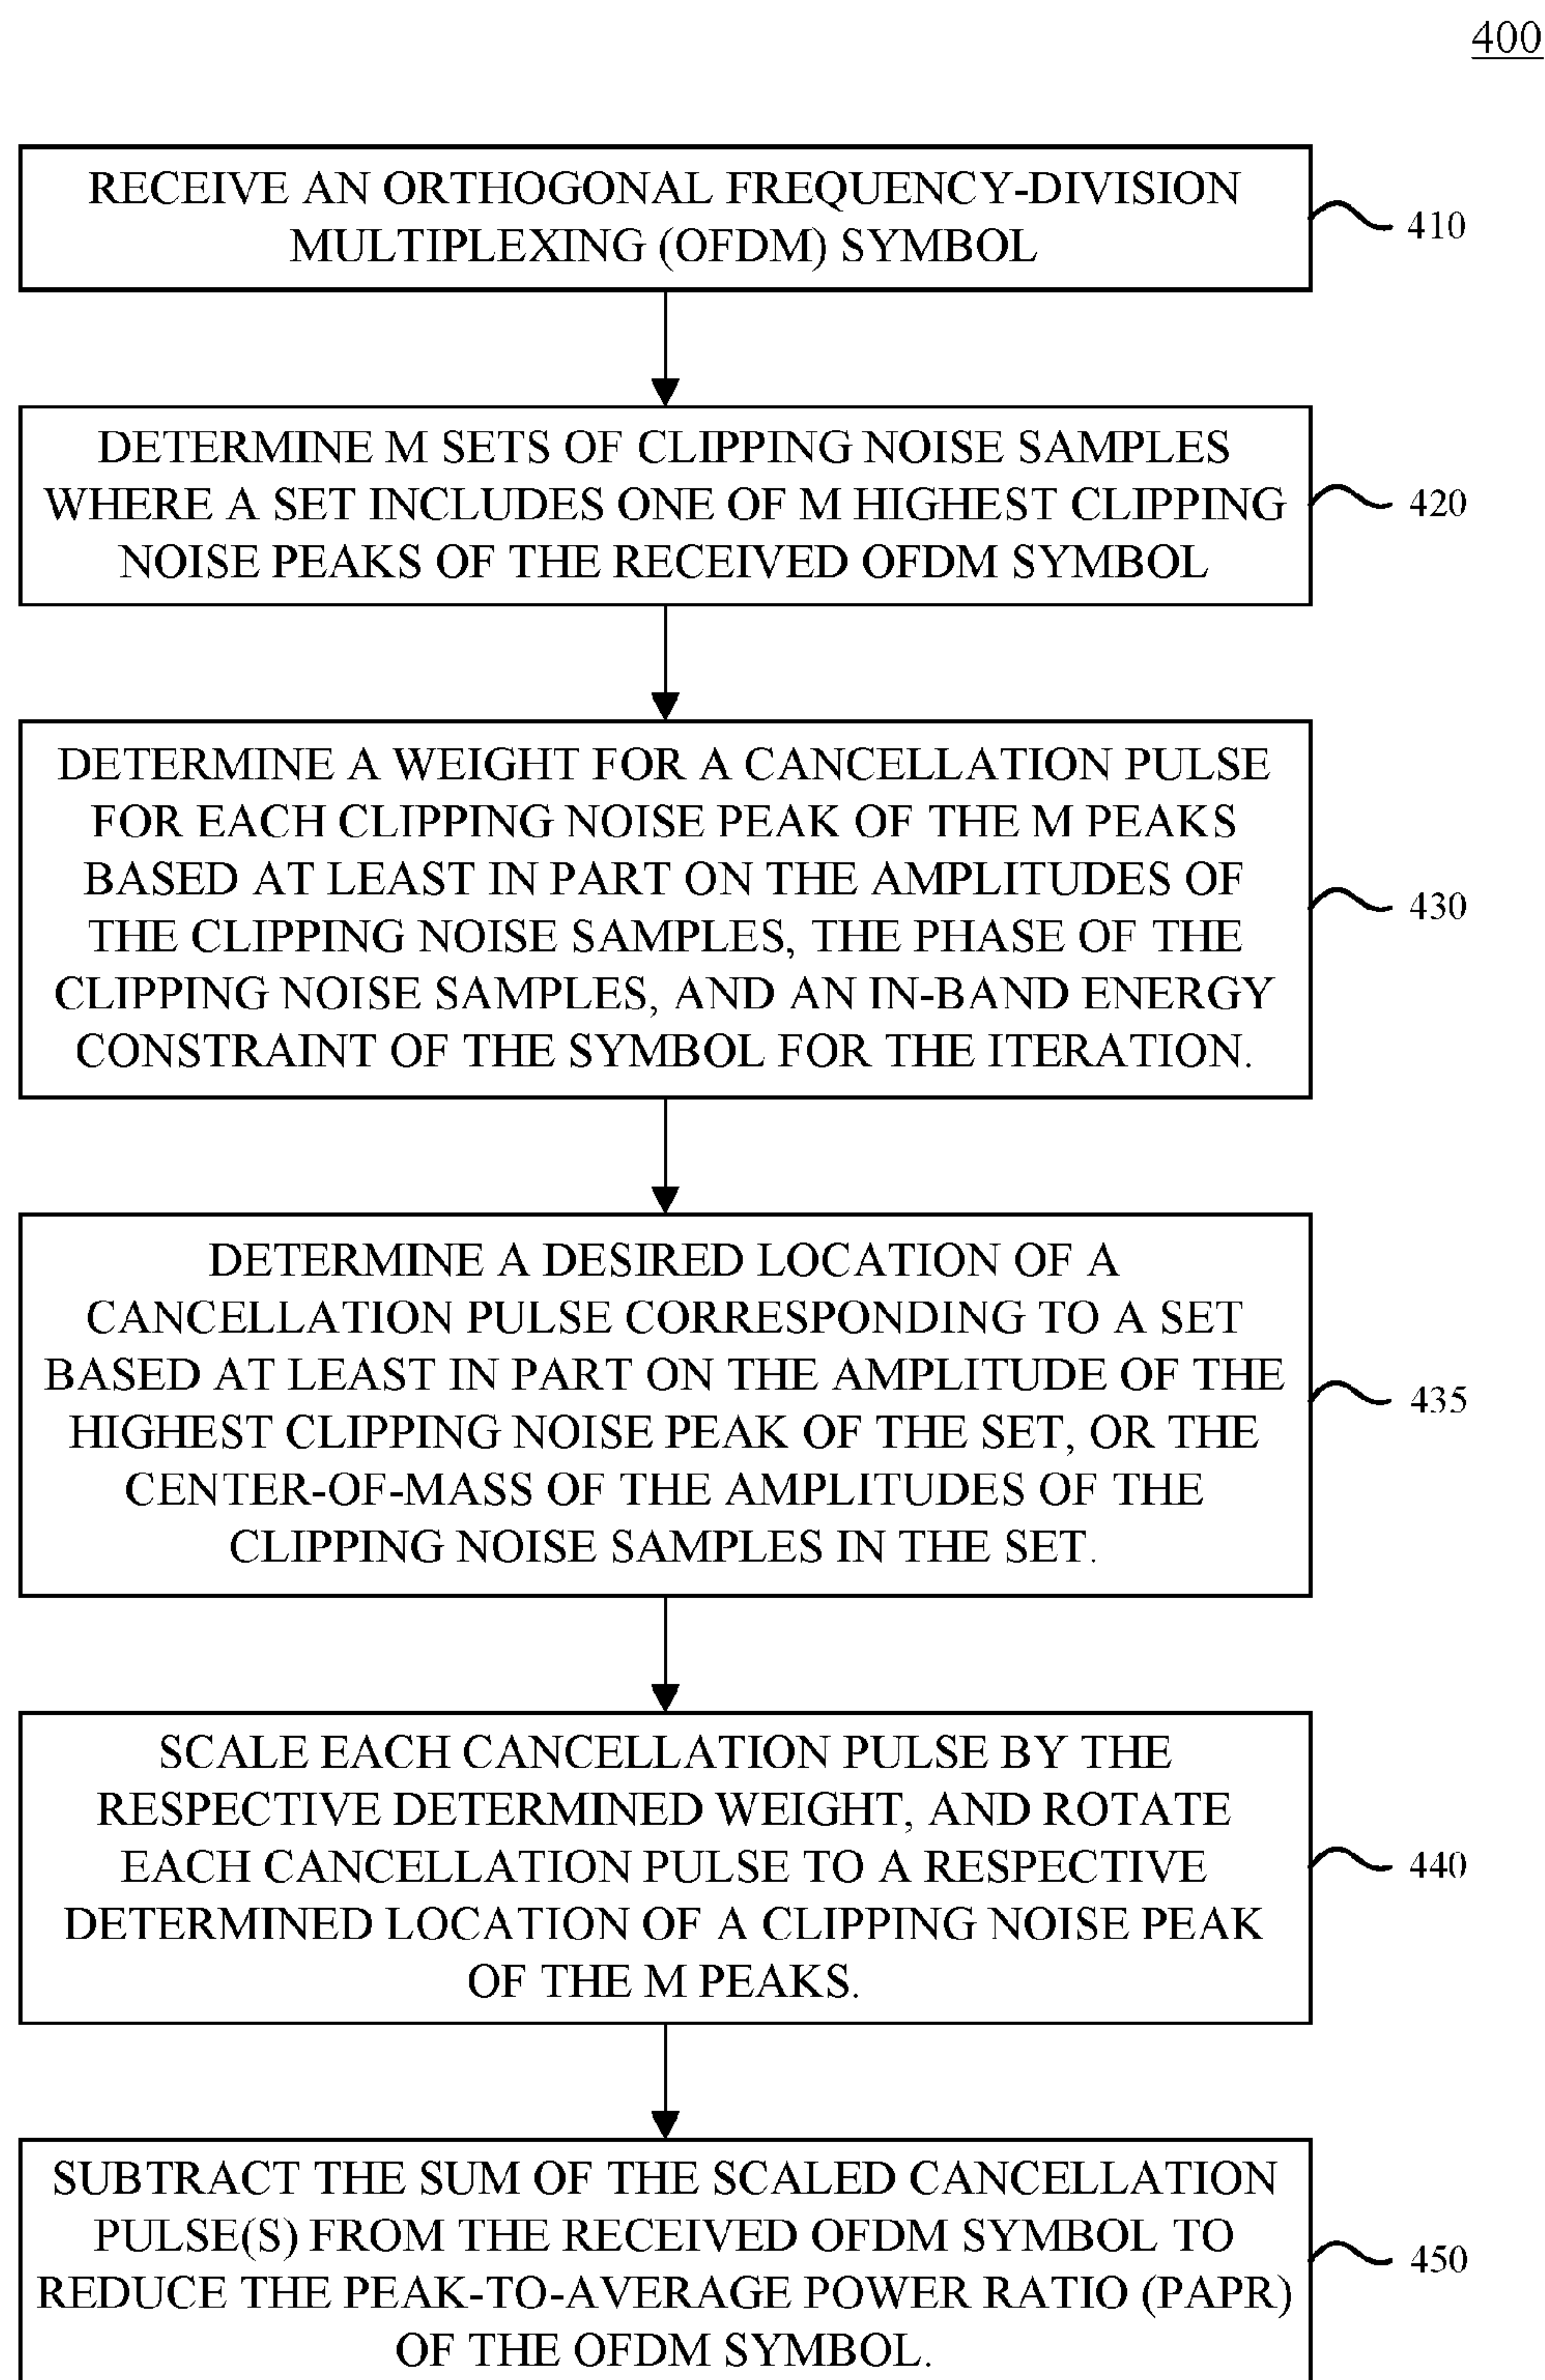 400
RECEIVE AN ORTHOGONAL FREQUENCY-DIVISION
MULTIPLEXING (OFDM) SYMBOL
410
DETERMINE M SETS OF CLIPPING NOISE SAMPLES
WHERE A SET INCLUDES ONE OF M HIGHEST CLIPPING
NOISE PEAKS OF THE RECEIVED OFDM SYMBOL
420
DETERMINE A WEIGHT FOR A CANCELLATION PULSE
FOR EACH CLIPPING NOISE PEAK OF THE M PEAKS
BASED AT LEAST IN PART ON THE AMPLITUDES OF
THE CLIPPING NOISE SAMPLES, THE PHASE OF THE
CLIPPING NOISE SAMPLES, AND AN IN-BAND ENERGY
CONSTRAINT OF THE SYMBOL FOR THE ITERATION.
430
DETERMINE A DESIRED LOCATION OF A
CANCELLATION PULSE CORRESPONDING TO A SET
BASED AT LEAST IN PART ON THE AMPLITUDE OF THE
HIGHEST CLIPPING NOISE PEAK OF THE SET, OR THE
CENTER-OF-MASS OF THE AMPLITUDES OF THE
CLIPPING NOISE SAMPLES IN THE SET.
435
SCALE EACH CANCELLATION PULSE BY THE
RESPECTIVE DETERMINED WEIGHT, AND ROTATE
EACH CANCELLATION PULSE TO A RESPECTIVE
DETERMINED LOCATION OF A CLIPPING NOISE PEAK
OF THE M PEAKS.
440
SUBTRACT THE SUM OF THE SCALED CANCELLATION
PULSE(S) FROM THE RECEIVED OFDM SYMBOL TO
REDUCE THE PEAK-TO-AVERAGE POWER RATIO (PAPR)
OF THE OFDM SYMBOL.
450